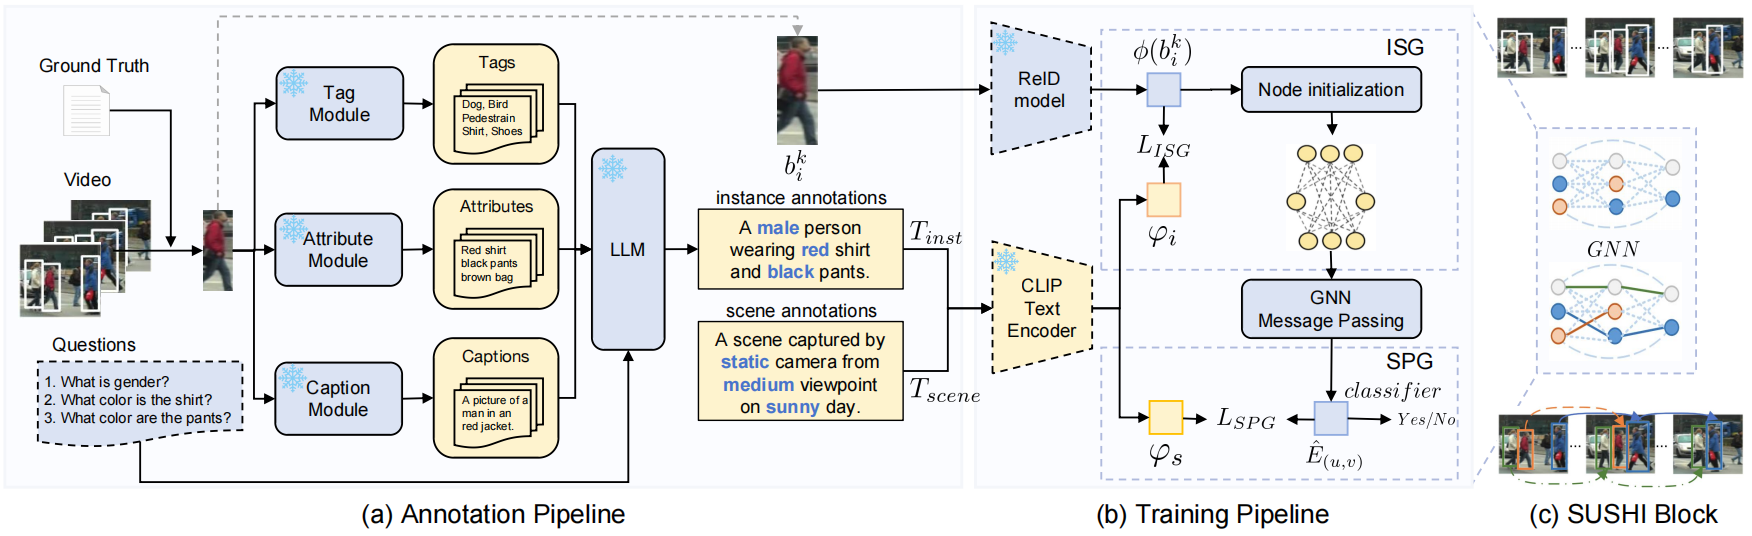 Ground Truth
Video
Questions
1. What is gender?
2. What color is the shirt?
3. What color are the pants?
Tag
Module
Attribute
Module
Caption
Module
Tags
Dog, Bird
Pedestrain
Shirt, Shoes
Attributes
Red shirt
black pants
brown bag
Captions
A picture of a
man in an
red jacket.
LLM
b_i^k
instance annotations
A male person
wearing red shirt
and black pants.
T_{inst}
scene annotations
A scene captured by
static camera from
medium viewpoint
on sunny day.
T_{scene}
(a) Annotation Pipeline
ReID
model
CLIP
Text
Encoder
ISG
ϕ(b_i^k)
Node initialization
L_{ISG}
φ_i
GNN
Message Passing
SPG
classifier
φ_s
L_{SPG}
Ê_{(u,v)}
Yes/No
(b) Training Pipeline
... ...
GNN
... ...
(c) SUSHI Block